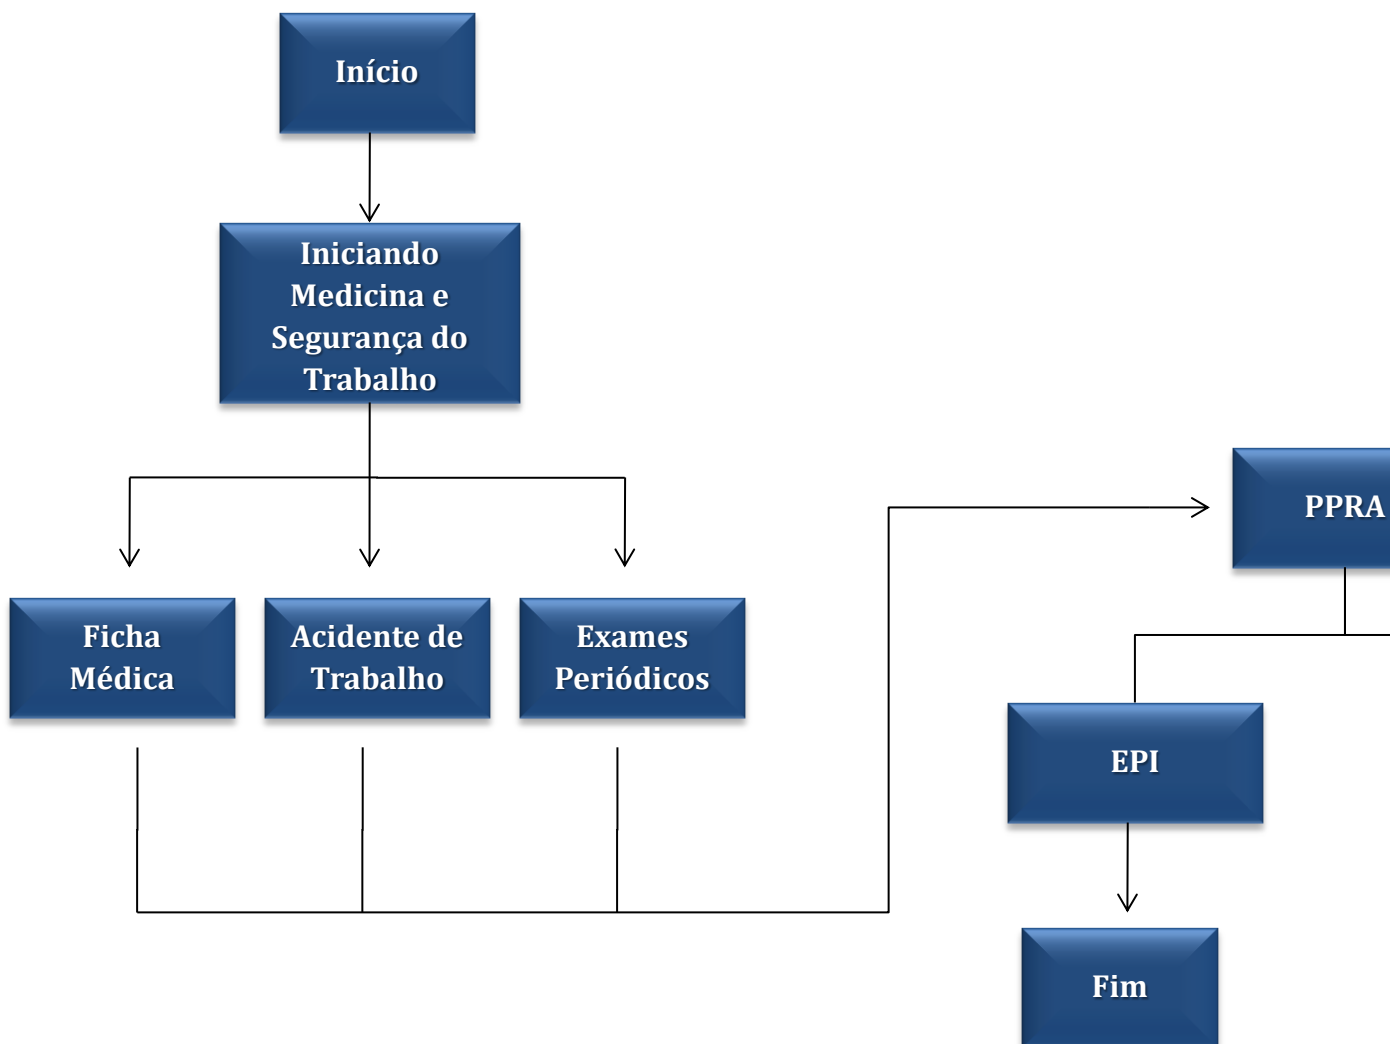 Início
Iniciando
Medicina e
Segurança do
Trabalho
Ficha
Médica
Acidente de
Trabalho
Exames
Periódicos
PPRA
EPI
Fim